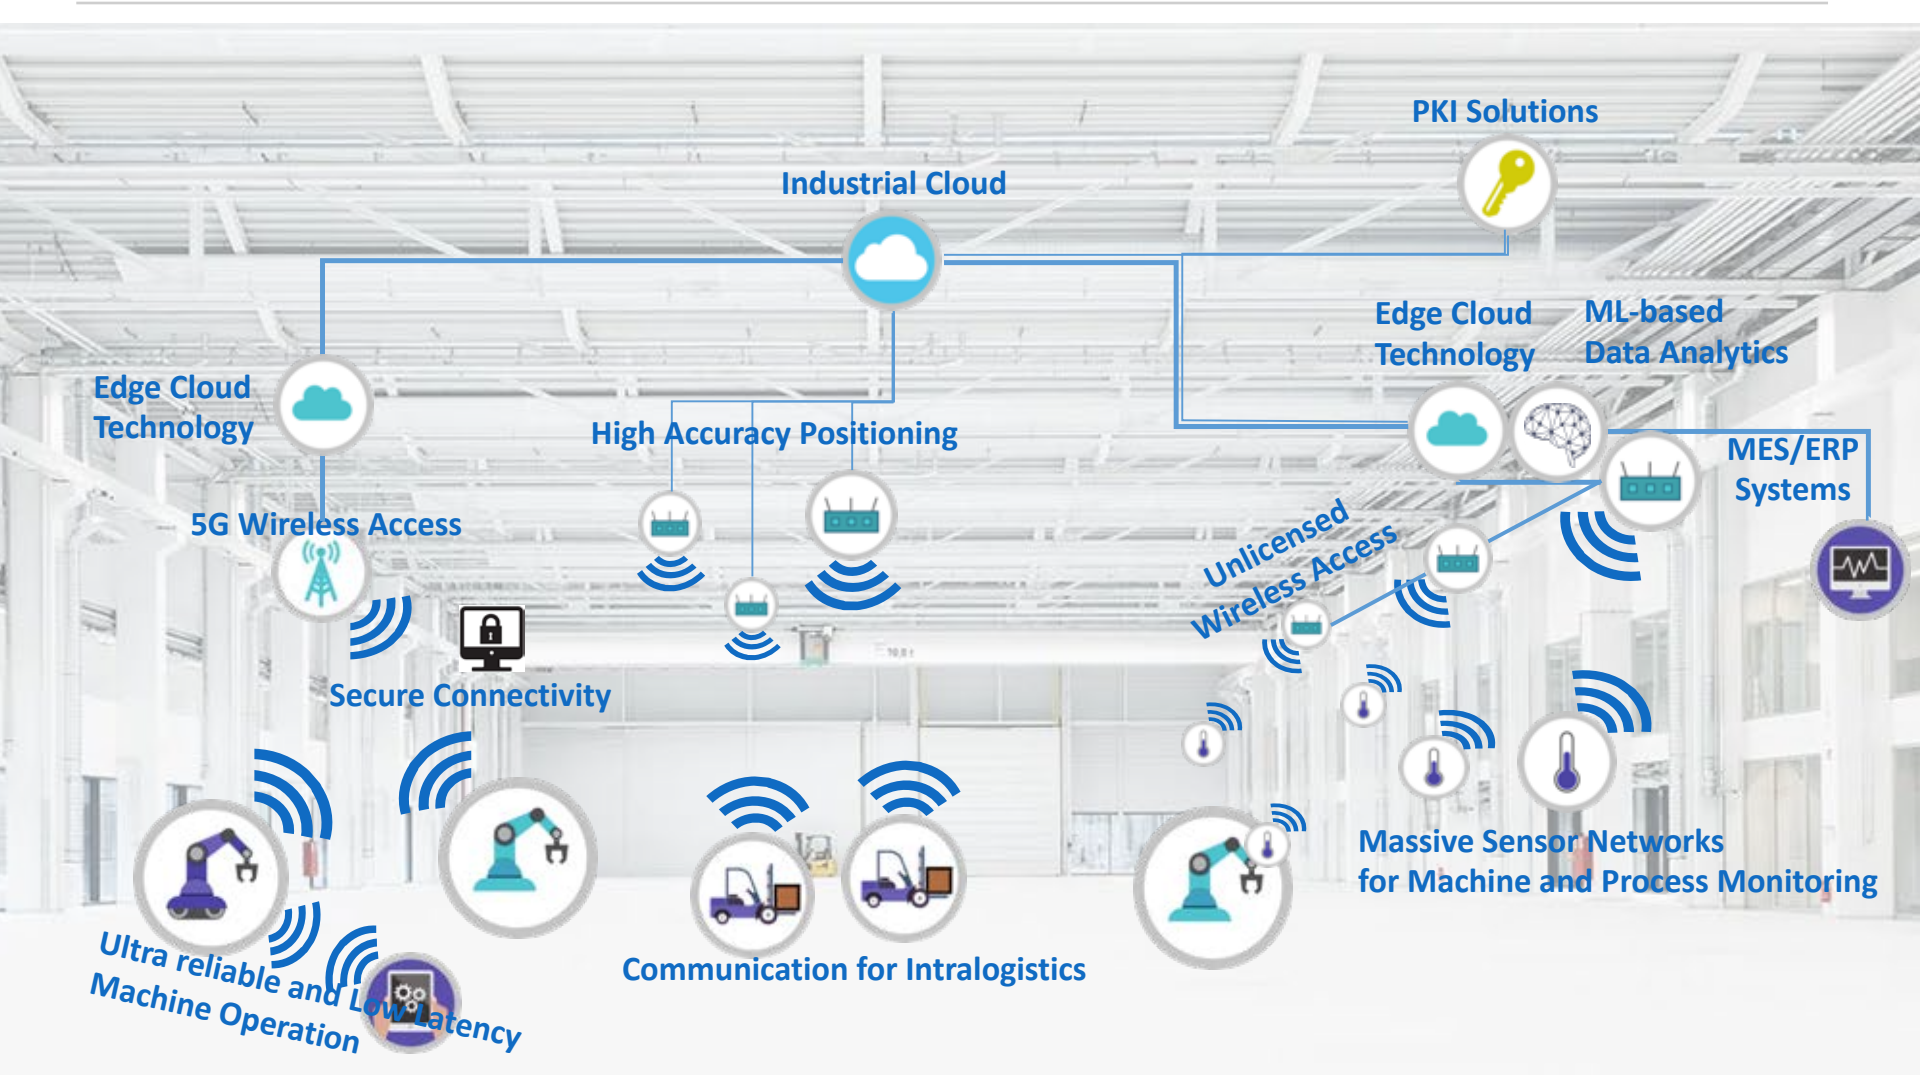 PKI Solutions
Industrial Cloud
Edge Cloud
Technology
ML-based
Data Analytics
Edge Cloud
Technology
High Accuracy Positioning
MES/ERP
Systems
5G Wireless Access
Unlicensed
Wireless Access
Secure Connectivity
Massive Sensor Networks
for Machine and Process Monitoring
Ultra reliable and Low Latency
Machine Operation
Communication for Intralogistics